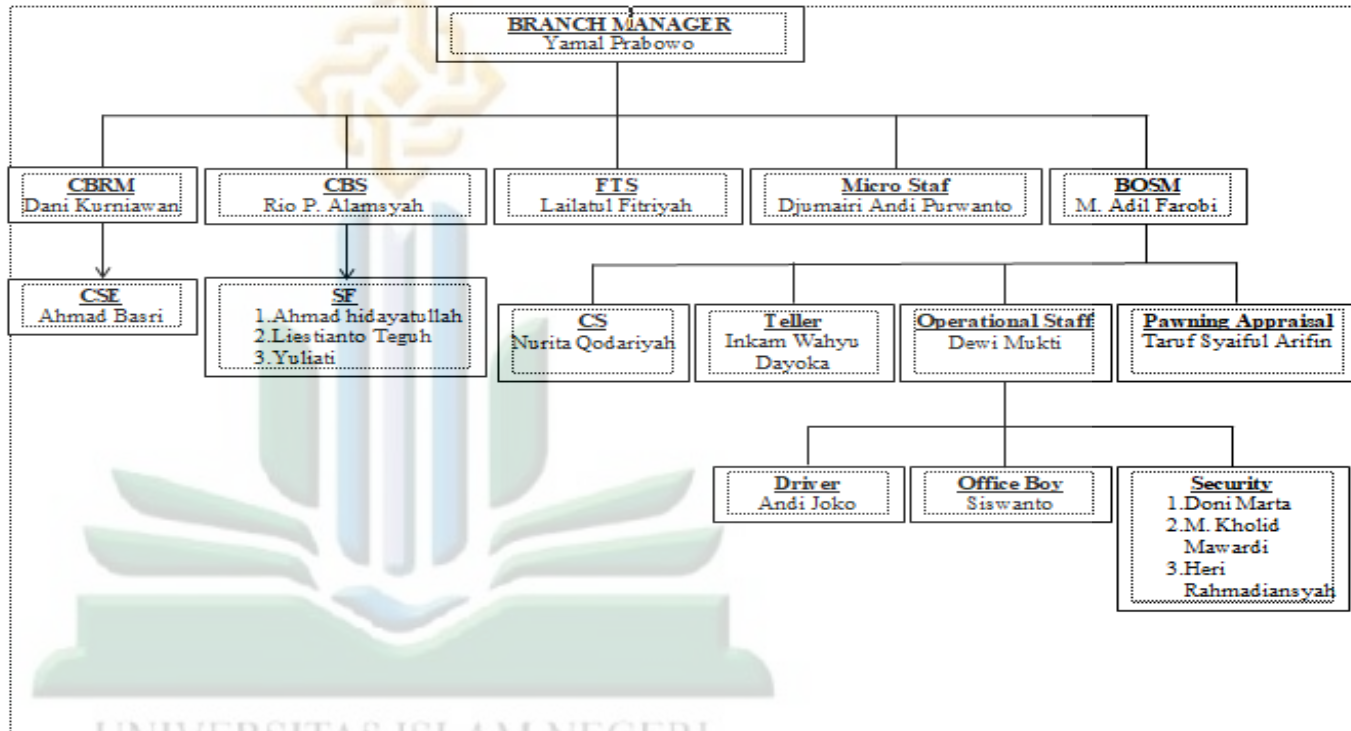 BRANCH MANAGER
Yamal Prabowo
CBRM
Dani Kurniawan
CBS
Rio P. Alamsyah
FTS
Lailatul Fitriyah
Micro Staf
Djumairi Andi Purwanto
BOSM
M. Adil Farobi
CSE
Ahmad Basri
SF
1.Ahmad hidayatullah
2.Liestianto Teguh
3.Yuliati
CS
Nurita Qodariyah
Teller
Inkam Wahyu
Dayoka
Operational Staff
Dewi Mukti
Pawning Appraisal
Taruf Syaiful Arifin
Driver
Andi Joko
Office Boy
Siswanto
Security
1.Doni Marta
2.M. Kholid
Mawardi
3.Heri
Rahmadiansyah
UNIVERSITAS ISLAM NEGERI